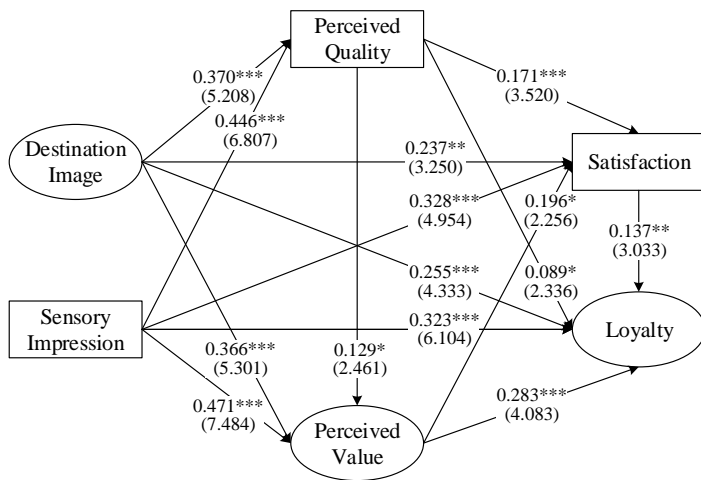 Perceived
Quality
0.370***
(5.208)
0.171***
(3.520)
0.446***
(6.807)
Destination
Image
0.237**
(3.250)
Satisfaction
0.328***
(4.954)
0.196*
(2.256)
0.137**
(3.033)
0.255***
(4.333)
0.089*
(2.336)
Sensory
Impression
0.323***
(6.104)
Loyalty
0.366***
(5.301)
0.129*
(2.461)
0.283***
(4.083)
0.471***
(7.484)
Perceived
Value